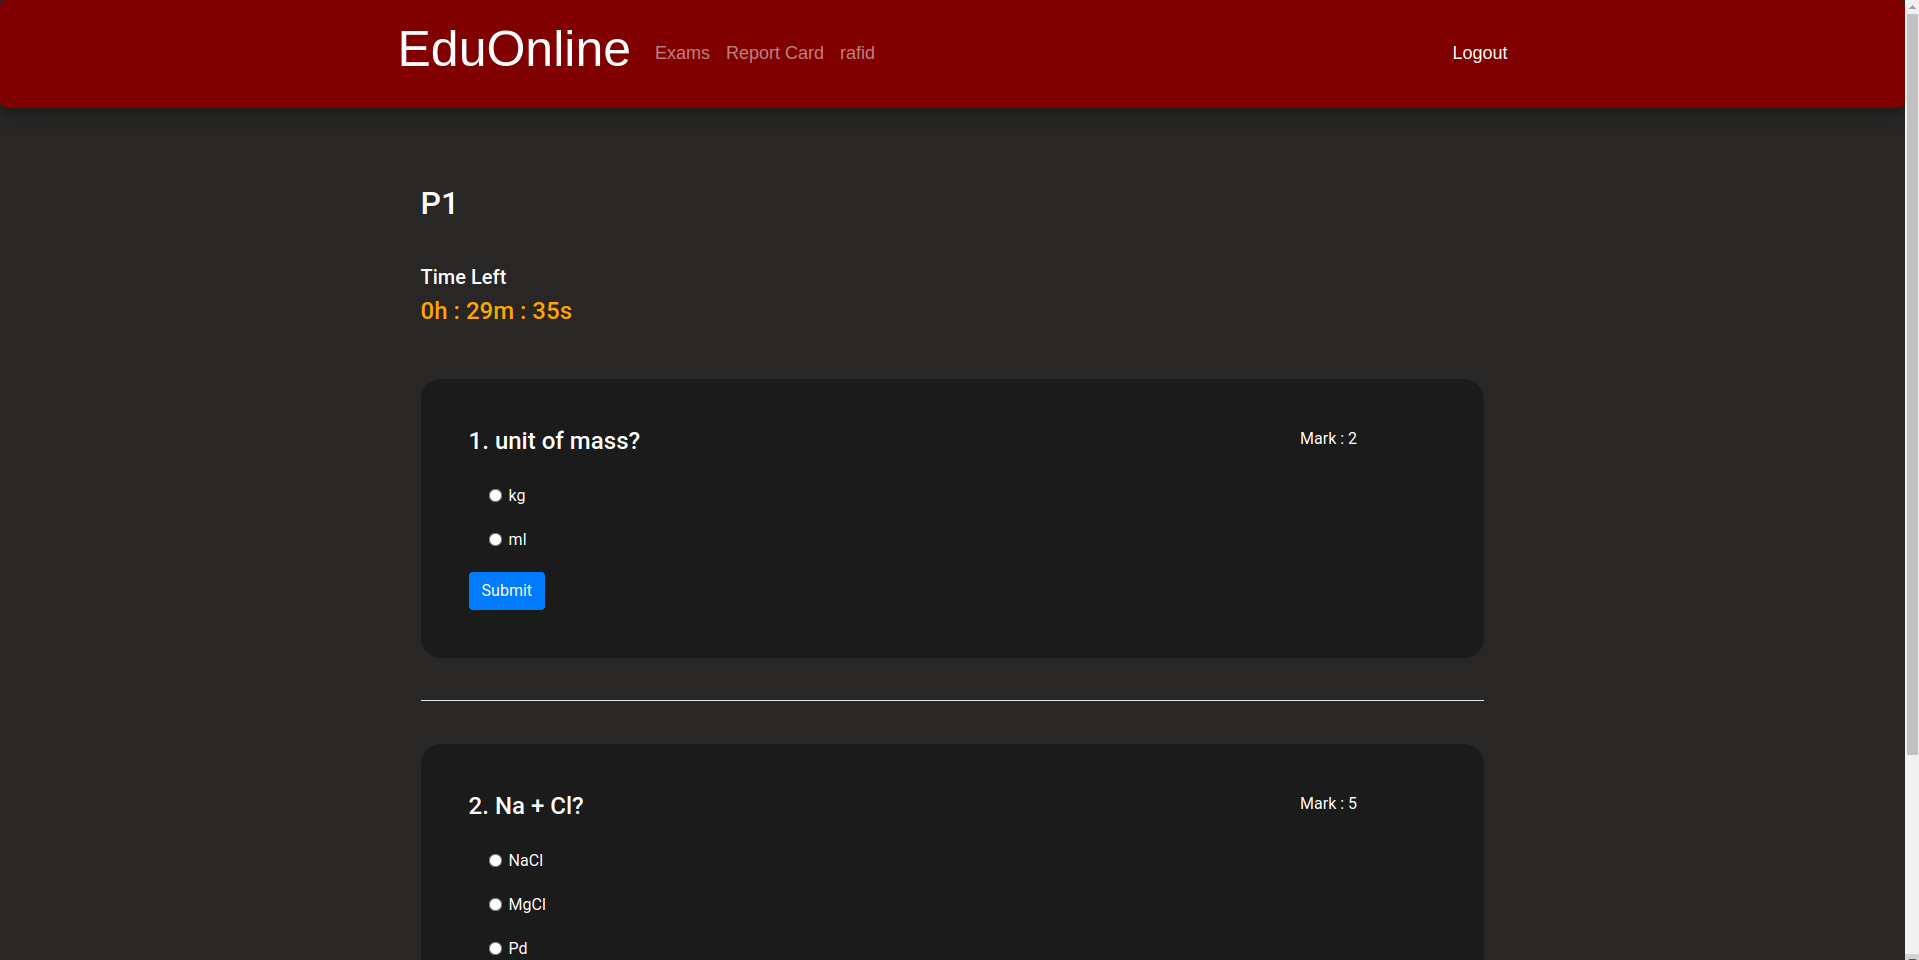 EduOnline Exams Report Card rafid Logout
P1
Time Left
0h : 29m : 35s
1. unit of mass? Mark : 2
kg
ml
Submit
2. Na + Cl? Mark : 5
NaCl
MgCl
Pd